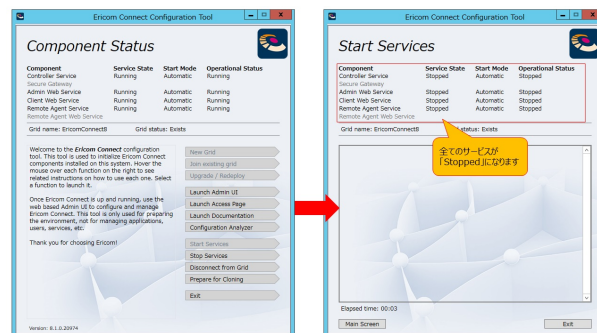 Ericom Connect Configuration Tool
Component Status
Component Service State Start Mode Operational Status
Controller Service Running Automatic Running
Secure Gateway
Admin Web Service Running Automatic Running
Client Web Service Running Automatic Running
Remote Agent Service Running Automatic Running
Remote Agent Web Service
Grid name: EricomConnect8 Grid status: Exists
Welcome to the Ericom Connect configuration
tool. This tool is used to initialize Ericom Connect
components installed on this system. Hover the
mouse over each function on the right to see
related instructions on how to use each one. Select
a function to launch it.
Once Ericom Connect is up and running, use the
web based Admin UI to configure and manage
Ericom Connect. This tool is only used for preparing
the environment, not for managing applications,
users, services, etc.
Thank you for choosing Ericom!
New Grid
Join existing grid
Upgrade / Redeploy
Launch Admin UI
Launch Access Page
Launch Documentation
Configuration Analyzer
Start Services
Stop Services
Disconnect from Grid
Prepare for Cloning
Exit
Version: 8.1.0.20974
Ericom Connect Configuration Tool
Start Services
Component Service State Start Mode Operational Status
Controller Service Stopped Automatic Stopped
Secure Gateway
Admin Web Service Stopped Automatic Stopped
Client Web Service Stopped Automatic Stopped
Remote Agent Service Stopped Automatic Stopped
Remote Agent Web Service
Grid name: EricomConnect8 status: Exists
全てのサービスが
「Stopped」になります
Elapsed time: 00:03
Main Screen
Exit